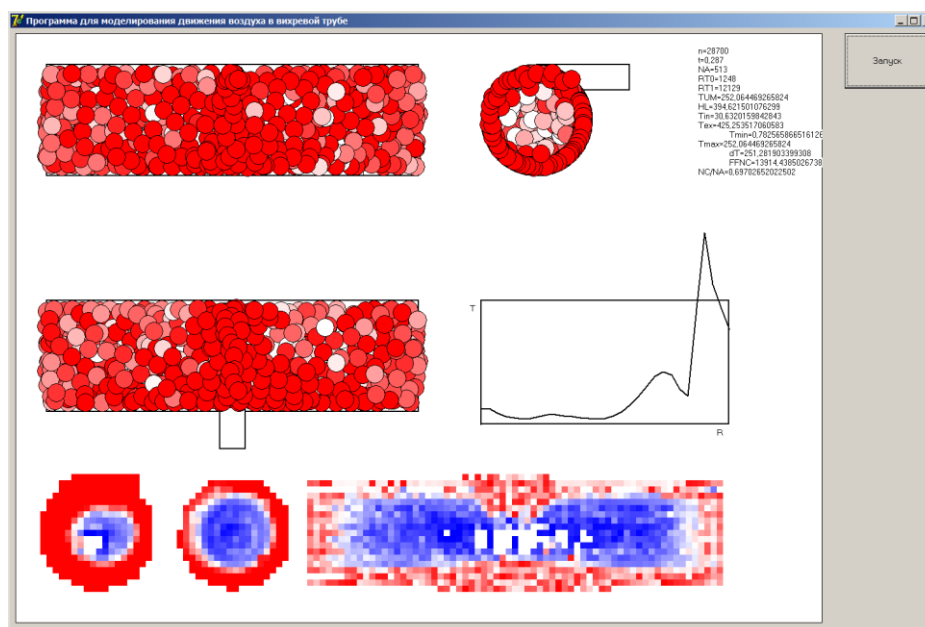 Программа для моделирования движения воздуха в вихревой трубе
Запуск
n=28700
t=0,287
NA=513
RT0=1248
RT1=12129
TUM=252,064469265824
HL=394,621501076299
Tin=30,6320159842843
Tex=425,253517060583
Tmin=0,782565866516126
Tmax=252,064469265824
dT=251,281903399308
FFNC=13914,4385026738
NC/NA=0,69702652022502
T
R